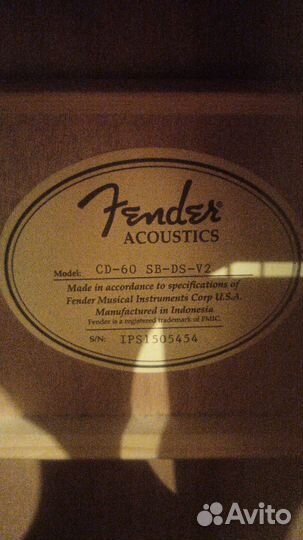 Fender
ACOUSTICS
Model: CD-60 SB-DS-V2
Made in accordance to specifications of
Fender Musical Instruments Corp U.S.A.
Manufactured in Indonesia
Fender is a registered trademark of FMIC.
S/N: IPS1505454
Avito